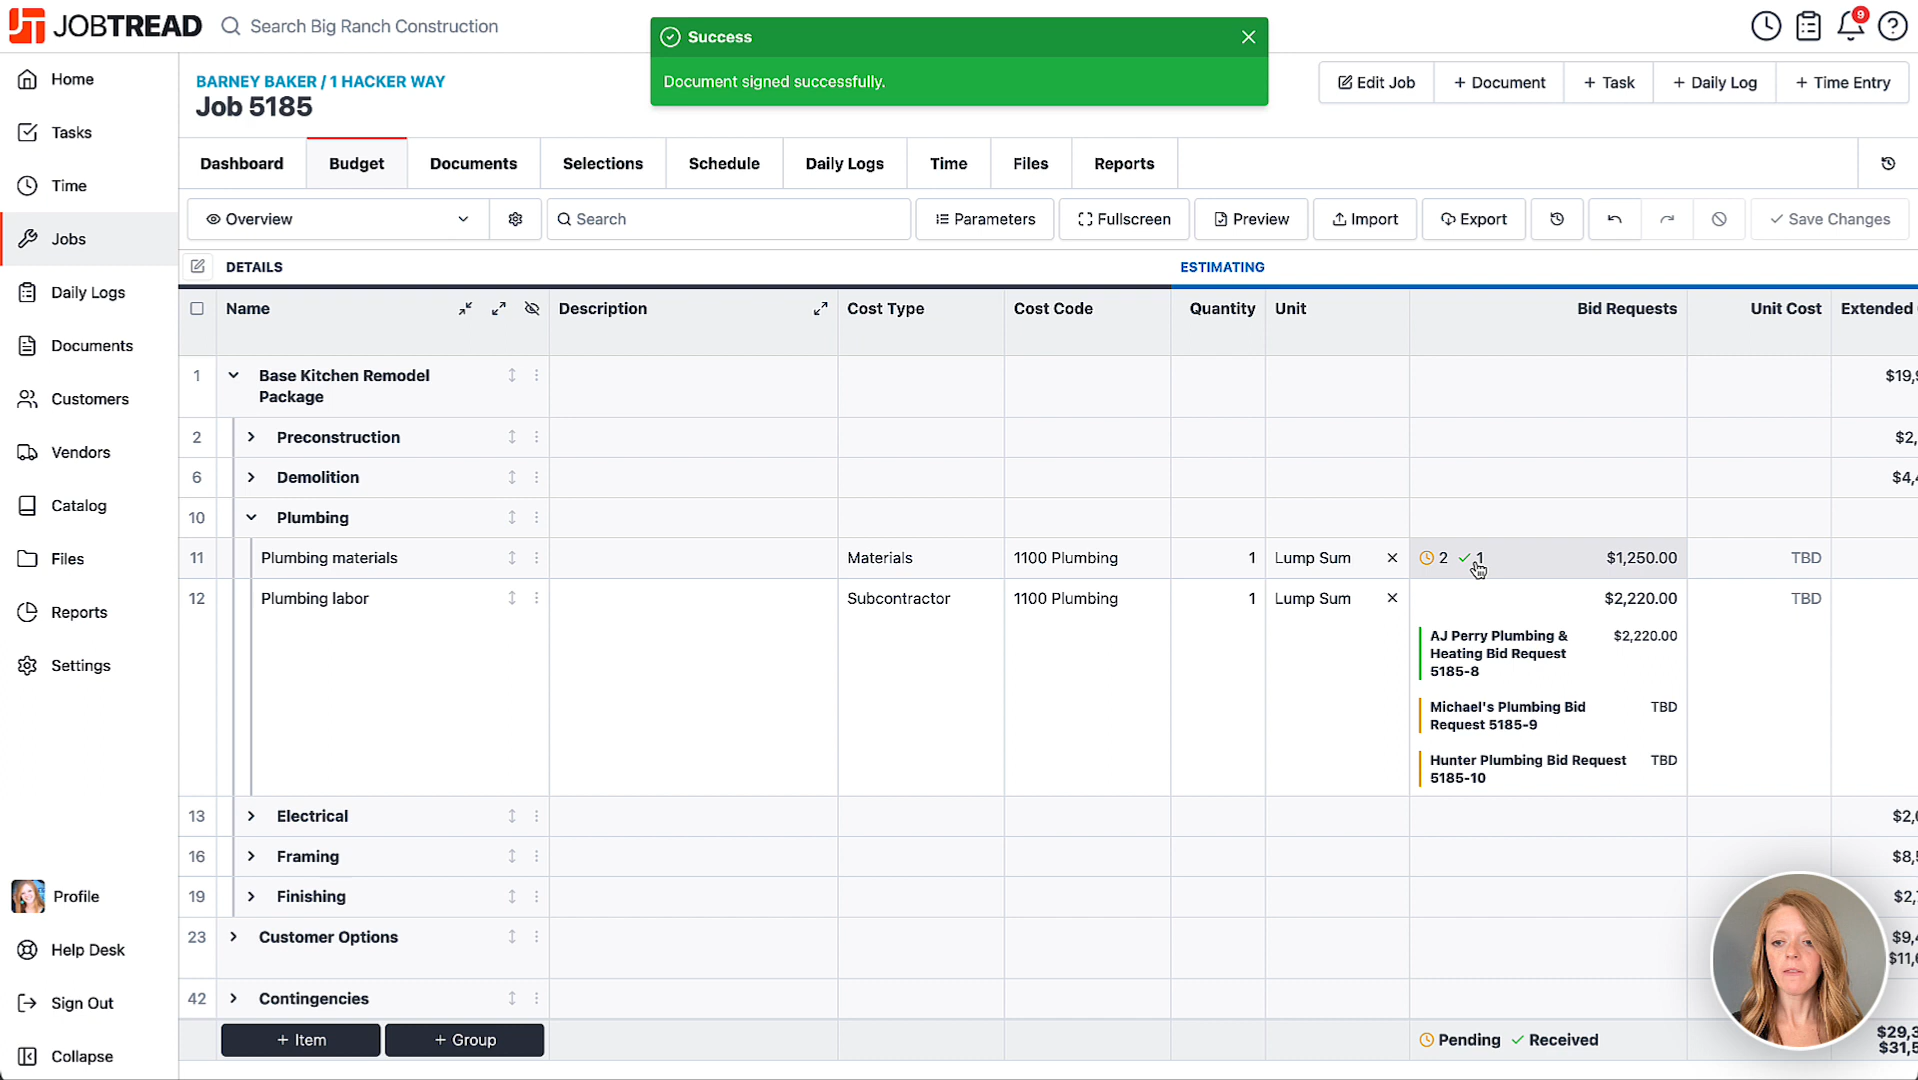 JOBTREAD
Search Big Ranch Construction
Success
Document signed successfully.
9
Home
Tasks
Time
Jobs
Daily Logs
Documents
Customers
Vendors
Catalog
Files
Reports
Settings
Profile
Help Desk
Sign Out
Collapse
BARNEY BAKER / 1 HACKER WAY
Job 5185
Edit Job
+ Document
+ Task
+ Daily Log
+ Time Entry
Dashboard
Budget
Documents
Selections
Schedule
Daily Logs
Time
Files
Reports
Overview
Search
Parameters
Fullscreen
Preview
Import
Export
Save Changes
DETAILS
ESTIMATING
Name
Description
Cost Type
Cost Code
Quantity
Unit
Bid Requests
Unit Cost
Extended
1
Base Kitchen Remodel
Package
$19,
2
Preconstruction
$2,
6
Demolition
$4,
10
Plumbing
11
Plumbing materials
Materials
1100 Plumbing
1
Lump Sum
2
1
$1,250.00
TBD
12
Plumbing labor
Subcontractor
1100 Plumbing
1
Lump Sum
$2,220.00
TBD
AJ Perry Plumbing &
Heating Bid Request
5185-8
$2,220.00
Michael's Plumbing Bid
Request 5185-9
TBD
Hunter Plumbing Bid Request
5185-10
TBD
13
Electrical
$2,
16
Framing
$8,
19
Finishing
$2,
23
Customer Options
$9,
$11,
42
Contingencies
+ Item
+ Group
Pending
Received
$29,
$31,